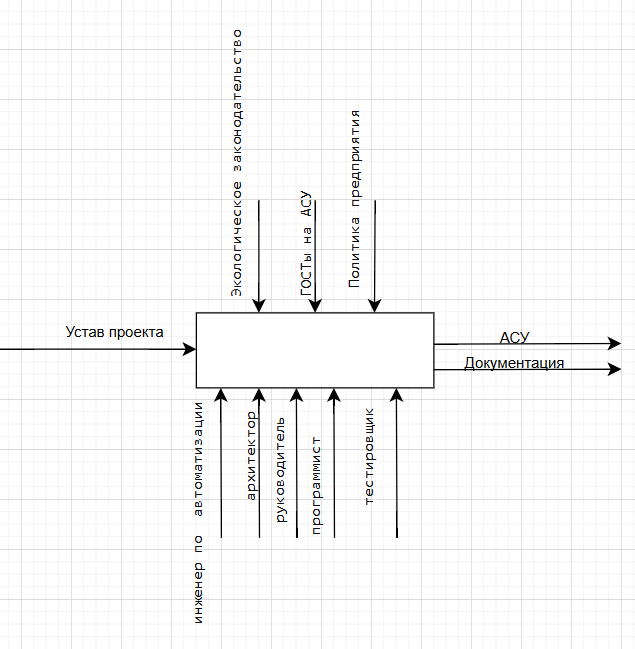 Экологическое законодательство
ГОСТы на АСУ
Политика предприятия
Устав проекта
АСУ
Документация
инженер по автоматизации
архитектор
руководитель
программист
тестировщик